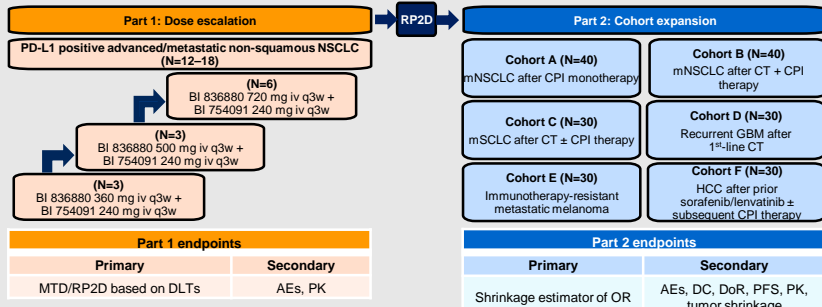 Part 1: Dose escalation
RP2D
Part 2: Cohort expansion
PD-L1 positive advanced/metastatic non-squamous NSCLC
(N=12–18)
(N=6)
BI 836880 720 mg iv q3w +
BI 754091 240 mg iv q3w
(N=3)
BI 836880 500 mg iv q3w +
BI 754091 240 mg iv q3w
(N=3)
BI 836880 360 mg iv q3w +
BI 754091 240 mg iv q3w
Cohort A (N=40)
mNSCLC after CPI monotherapy
Cohort B (N=40)
mNSCLC after CT + CPI
therapy
Cohort C (N=30)
mSCLC after CT ± CPI therapy
Cohort D (N=30)
Recurrent GBM after
1st-line CT
Cohort E (N=30)
Immunotherapy-resistant
metastatic melanoma
Cohort F (N=30)
HCC after prior
sorafenib/lenvatinib ±
subsequent CPI therapy
Part 1 endpoints
Primary Secondary
MTD/RP2D based on DLTs AEs, PK
Part 2 endpoints
Primary Secondary
Shrinkage estimator of OR
AEs, DC, DoR, PFS, PK,
tumor shrinkage